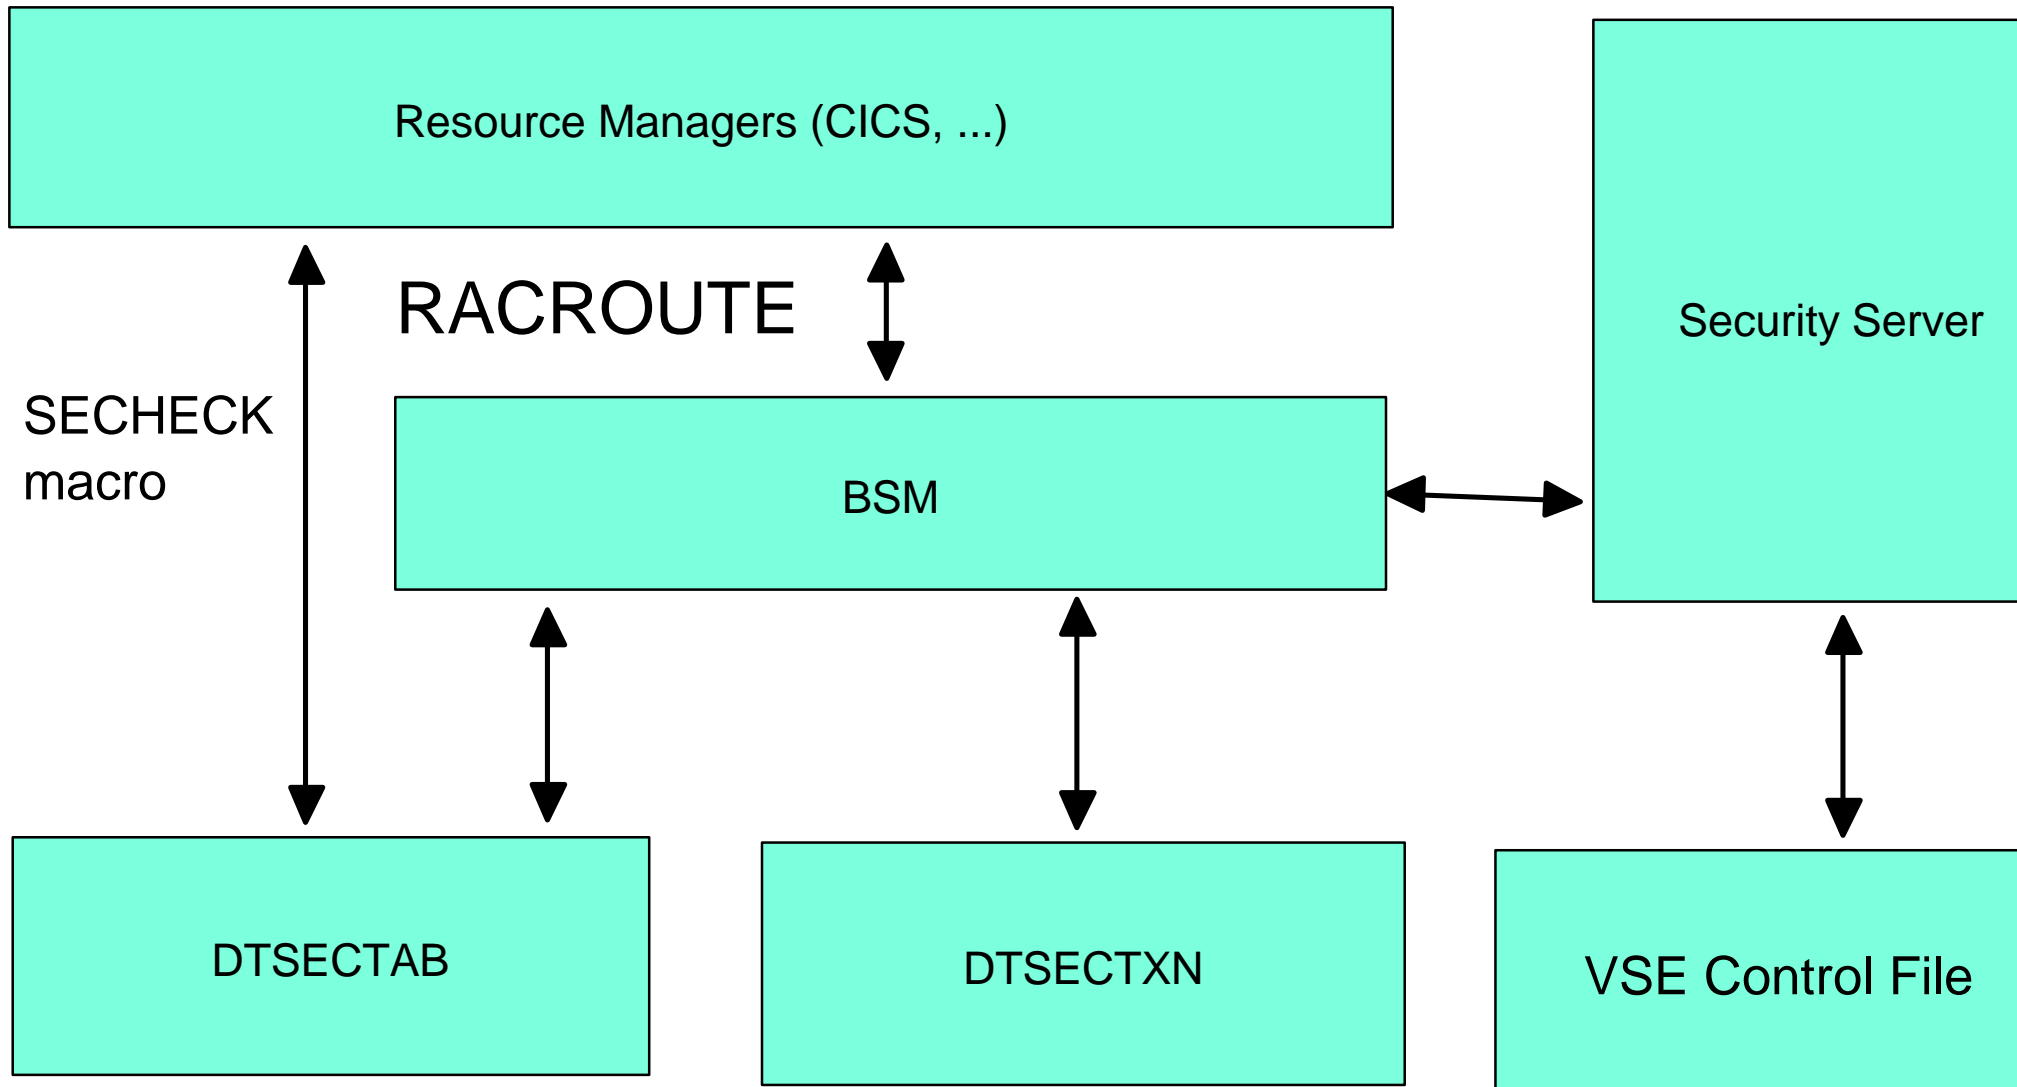 Resource Managers (CICS, ...)
Security Server
RACROUTE
SECHECK
macro
BSM
DTSECTAB
DTSECTXN
VSE Control File